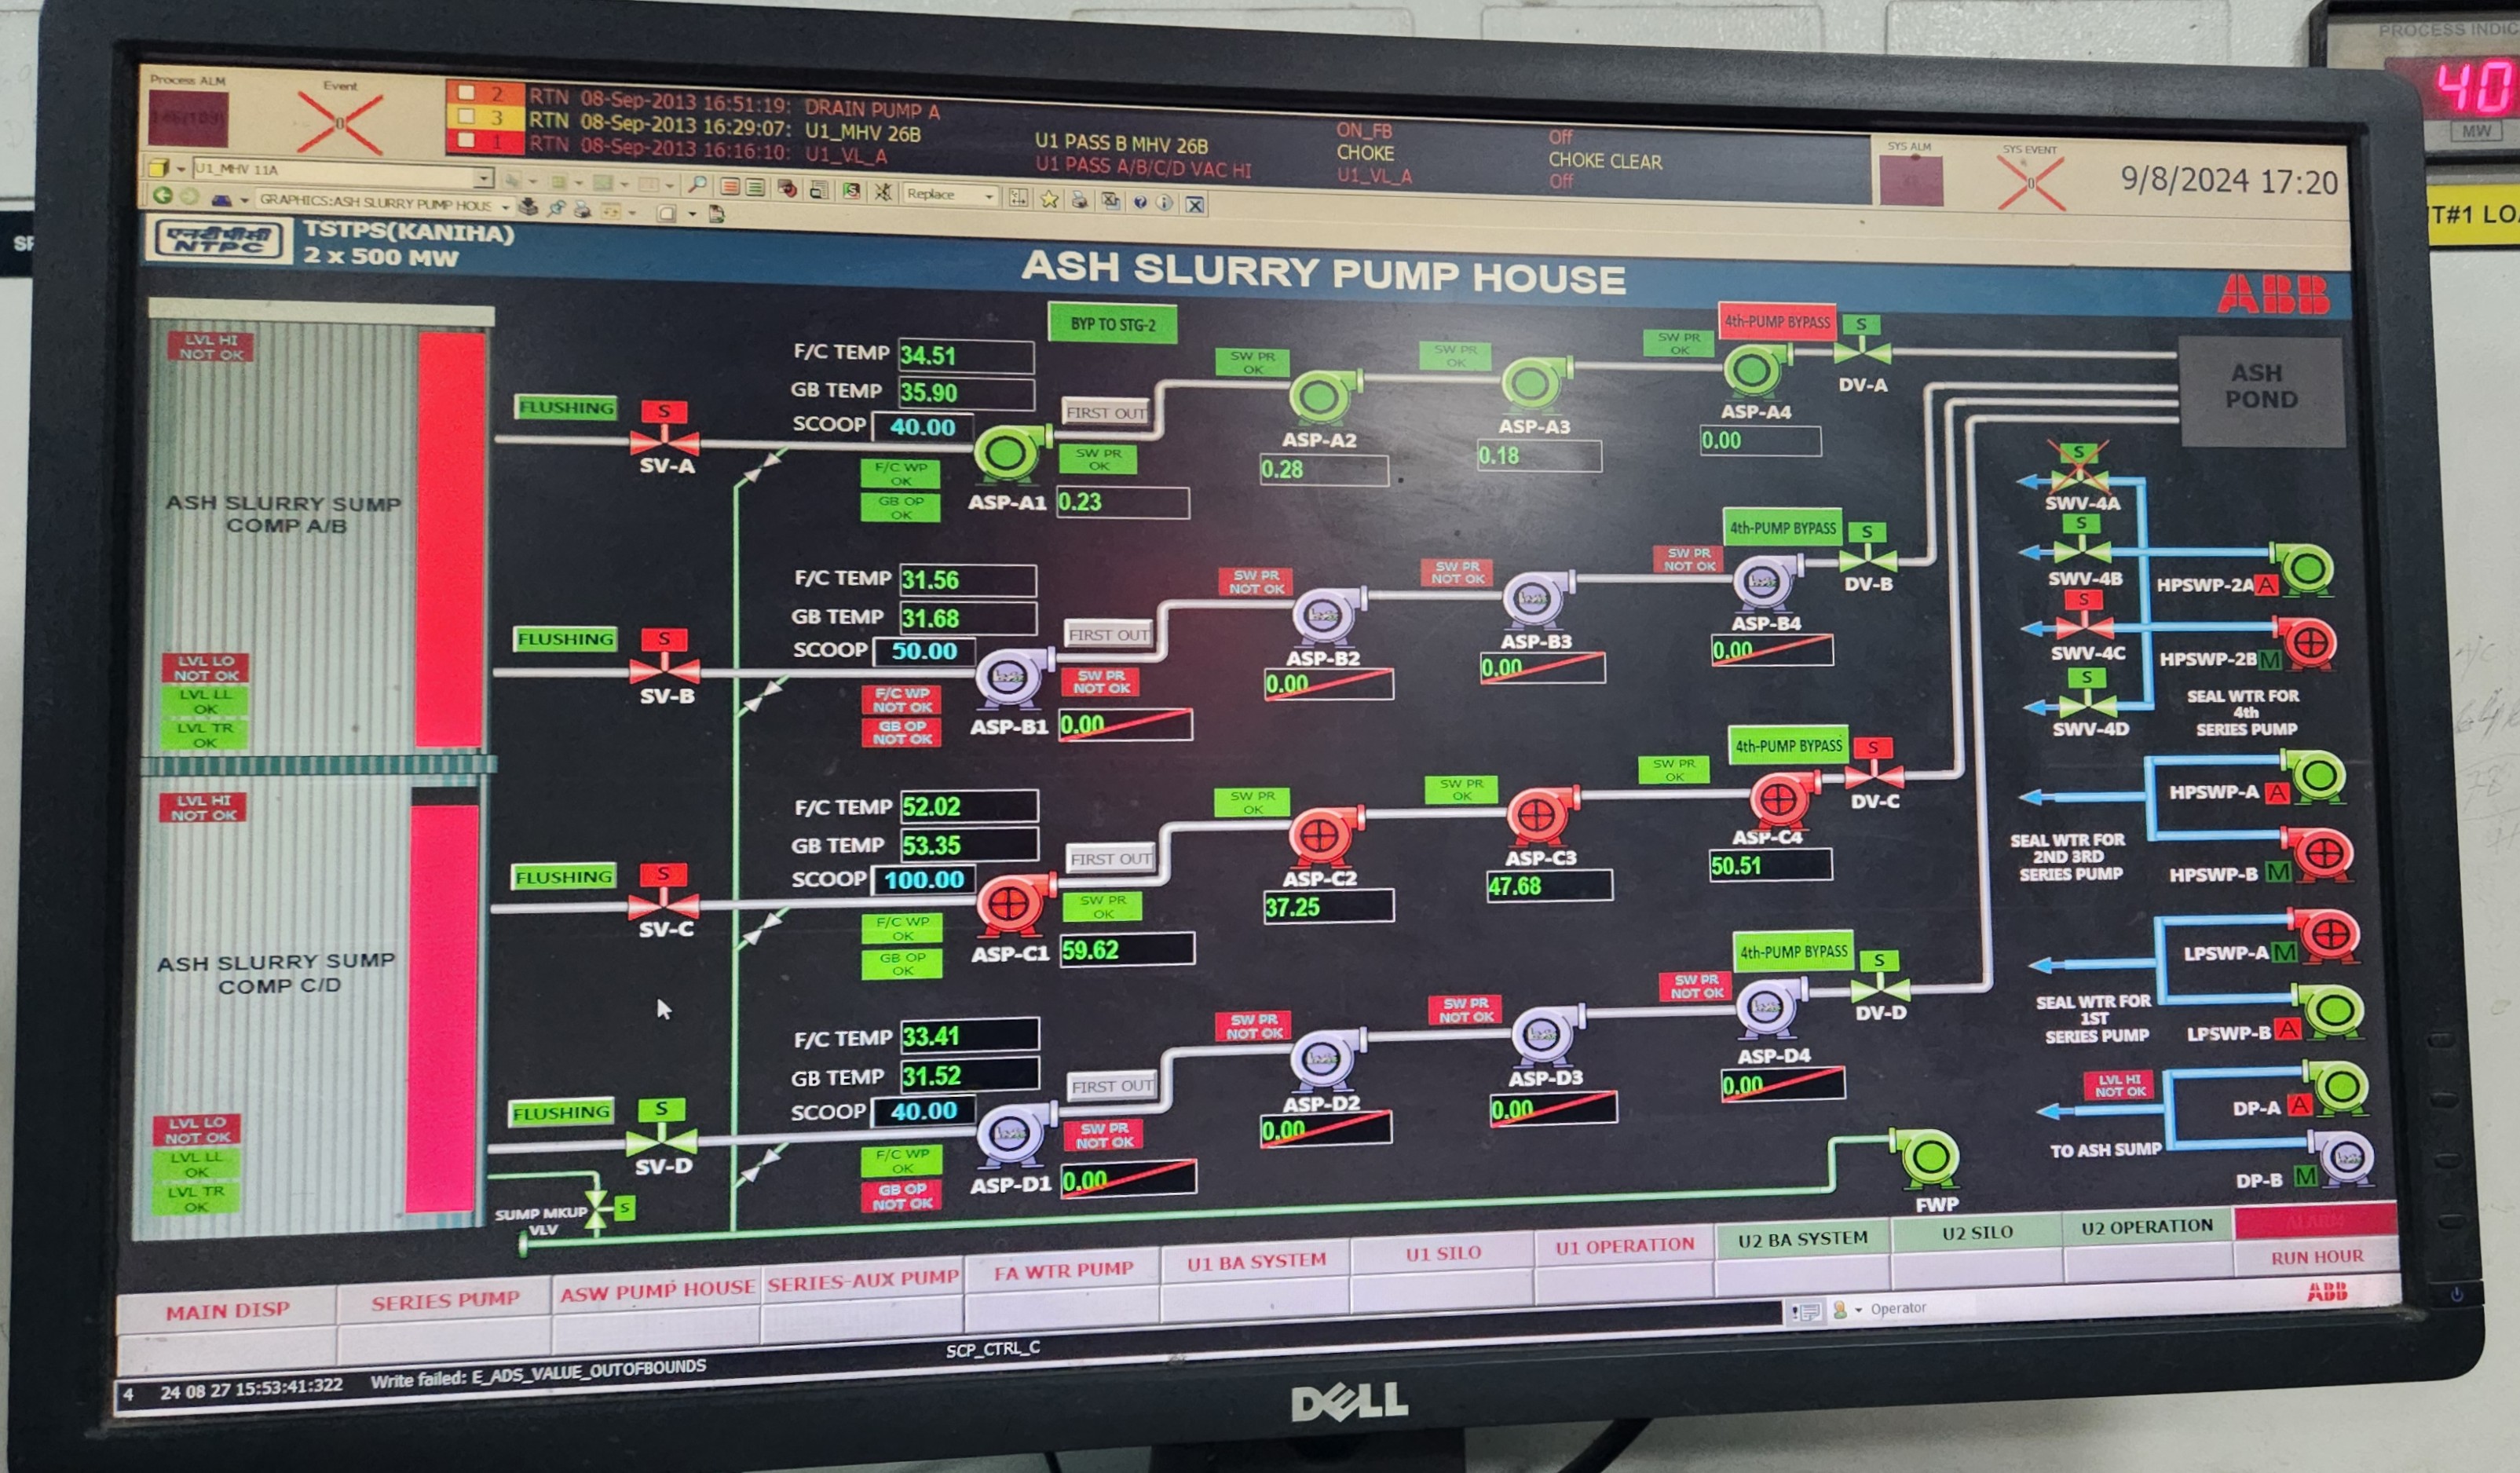 Process ALM
Event
0
2 RTN 08-Sep-2013 16:51:19: DRAIN PUMP A ON_FB Off
3 RTN 08-Sep-2013 16:29:07: U1_MHV 26B U1 PASS B MHV 26B CHOKE CHOKE CLEAR
1 RTN 08-Sep-2013 16:16:10: U1_VL_A U1 PASS A/B/C/D VAC HI U1_VL_A Off
SYS ALM
SYS EVENT
0
9/8/2024 17:20
PROCESS INDIC
40
MW
T#1 LO
U1_MHV 11A
GRAPHICS:ASH SLURRY PUMP HOUS
Replace
एनटीपीसी
NTPC
TSTPS(KANIHA)
2 x 500 MW
ASH SLURRY PUMP HOUSE
ABB
LVL HI
NOT OK
ASH SLURRY SUMP
COMP A/B
LVL LO
NOT OK
LVL LL
OK
LVL TR
OK
FLUSHING
S
SV-A
F/C TEMP 34.51
GB TEMP 35.90
SCOOP 40.00
F/C WP
OK
GB OP
OK
ASP-A1
0.23
BYP TO STG-2
FIRST OUT
SW PR
OK
SW PR
OK
ASP-A2
0.28
SW PR
OK
ASP-A3
0.18
SW PR
OK
4th-PUMP BYPASS
ASP-A4
0.00
S
DV-A
ASH
POND
FLUSHING
S
SV-B
F/C TEMP 31.56
GB TEMP 31.68
SCOOP 50.00
F/C WP
NOT OK
GB OP
NOT OK
ASP-B1
0.00
FIRST OUT
SW PR
NOT OK
SW PR
NOT OK
ASP-B2
0.00
SW PR
NOT OK
ASP-B3
0.00
SW PR
NOT OK
4th-PUMP BYPASS
ASP-B4
0.00
S
DV-B
LVL HI
NOT OK
ASH SLURRY SUMP
COMP C/D
LVL LO
NOT OK
LVL LL
OK
LVL TR
OK
FLUSHING
S
SV-C
F/C TEMP 52.02
GB TEMP 53.35
SCOOP 100.00
F/C WP
OK
GB OP
OK
ASP-C1
59.62
FIRST OUT
SW PR
OK
SW PR
OK
ASP-C2
37.25
SW PR
OK
ASP-C3
47.68
SW PR
OK
4th-PUMP BYPASS
ASP-C4
50.51
S
DV-C
FLUSHING
S
SV-D
F/C TEMP 33.41
GB TEMP 31.52
SCOOP 40.00
F/C WP
OK
GB OP
NOT OK
ASP-D1
0.00
FIRST OUT
SW PR
NOT OK
SW PR
NOT OK
ASP-D2
0.00
SW PR
NOT OK
ASP-D3
0.00
SW PR
NOT OK
4th-PUMP BYPASS
ASP-D4
0.00
S
DV-D
S
SWV-4A
S
SWV-4B
S
SWV-4C
S
SWV-4D
HPSWP-2A A
HPSWP-2B M
SEAL WTR FOR
4th
SERIES PUMP
HPSWP-A A
SEAL WTR FOR
2ND 3RD
SERIES PUMP
HPSWP-B M
LPSWP-A M
SEAL WTR FOR
1ST
SERIES PUMP
LPSWP-B A
LVL HI
NOT OK
DP-A A
TO ASH SUMP
DP-B M
SUMP MKUP
VLV
S
FWP
MAIN DISP
SERIES PUMP
ASW PUMP HOUSE
SERIES-AUX PUMP
FA WTR PUMP
U1 BA SYSTEM
U1 SILO
U1 OPERATION
U2 BA SYSTEM
U2 SILO
U2 OPERATION
ALARM
RUN HOUR
ABB
Operator
4 24 08 27 15:53:41:322 Write failed: E_ADS_VALUE_OUTOFBOUNDS SCP_CTRL_C
DELL